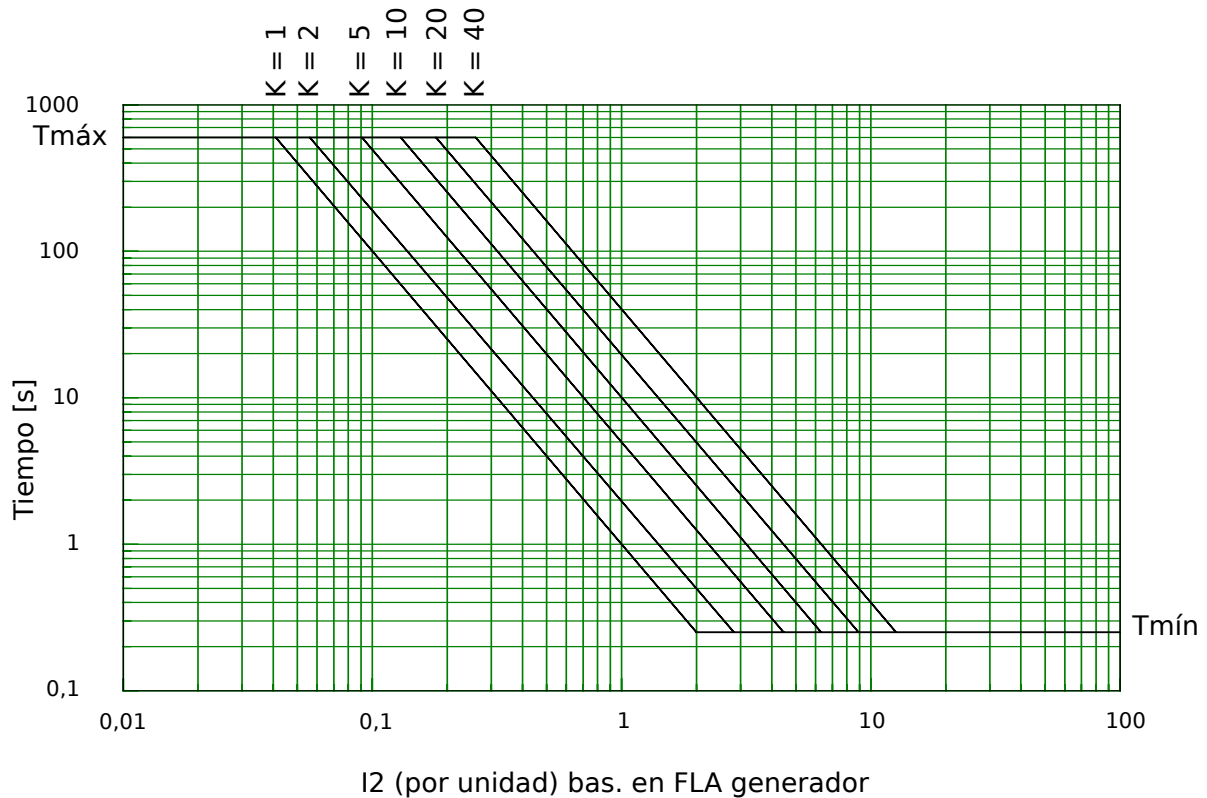 K = 1
K = 2
K = 5
K = 10
K = 20
K = 40
1000
Tmáx
100
10
1
0,1
Tiempo [s]
Tmín
0,01
0,1
1
10
100
I2 (por unidad) bas. en FLA generador